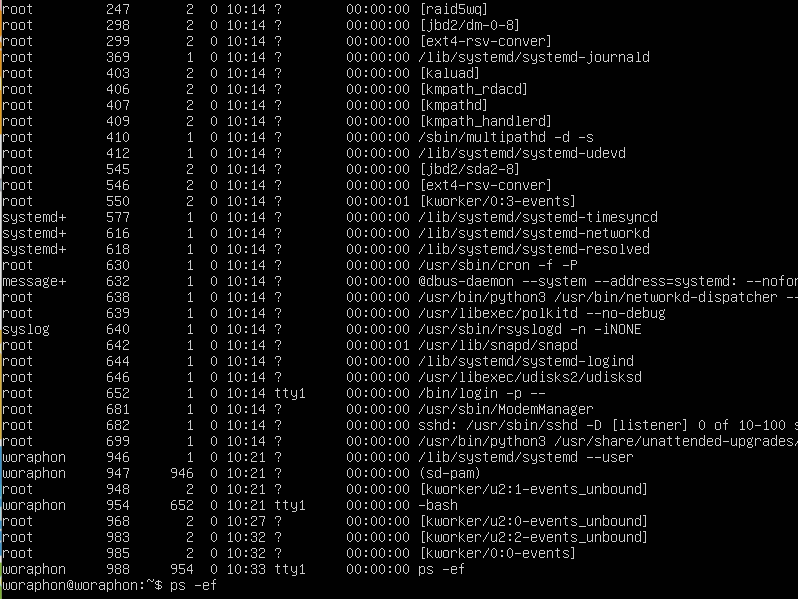 root 247 2 0 10:14 ? 00:00:00 [raid5wq]
root 298 2 0 10:14 ? 00:00:00 [jbd2/dm-0-8]
root 299 2 0 10:14 ? 00:00:00 [ext4-rsv-conver]
root 369 1 0 10:14 ? 00:00:00 /lib/systemd/systemd-journald
root 403 2 0 10:14 ? 00:00:00 [kaluad]
root 406 2 0 10:14 ? 00:00:00 [kmpath_rdacd]
root 407 2 0 10:14 ? 00:00:00 [kmpathd]
root 409 2 0 10:14 ? 00:00:00 [kmpath_handlerd]
root 410 1 0 10:14 ? 00:00:00 /sbin/multipathd -d -s
root 412 1 0 10:14 ? 00:00:00 /lib/systemd/systemd-udevd
root 545 2 0 10:14 ? 00:00:00 [jbd2/sda2-8]
root 546 2 0 10:14 ? 00:00:00 [ext4-rsv-conver]
root 550 2 0 10:14 ? 00:00:01 [kworker/0:3-events]
systemd+ 577 1 0 10:14 ? 00:00:00 /lib/systemd/systemd-timesyncd
systemd+ 616 1 0 10:14 ? 00:00:00 /lib/systemd/systemd-networkd
systemd+ 618 1 0 10:14 ? 00:00:00 /lib/systemd/systemd-resolved
root 630 1 0 10:14 ? 00:00:00 /usr/sbin/cron -f -P
message+ 632 1 0 10:14 ? 00:00:00 @dbus-daemon --system --address=systemd: --nofor
root 638 1 0 10:14 ? 00:00:00 /usr/bin/python3 /usr/bin/networkd-dispatcher --
root 639 1 0 10:14 ? 00:00:00 /usr/libexec/polkitd --no-debug
syslog 640 1 0 10:14 ? 00:00:00 /usr/sbin/rsyslogd -n -iNONE
root 642 1 0 10:14 ? 00:00:01 /usr/lib/snapd/snapd
root 644 1 0 10:14 ? 00:00:00 /lib/systemd/systemd-logind
root 646 1 0 10:14 ? 00:00:00 /usr/libexec/udisks2/udisksd
root 652 1 0 10:14 tty1 00:00:00 /bin/login -p --
root 681 1 0 10:14 ? 00:00:00 /usr/sbin/ModemManager
root 682 1 0 10:14 ? 00:00:00 sshd: /usr/sbin/sshd -D [listener] 0 of 10-100 s
root 699 1 0 10:14 ? 00:00:00 /usr/bin/python3 /usr/share/unattended-upgrades/
woraphon 946 1 0 10:21 ? 00:00:00 /lib/systemd/systemd --user
woraphon 947 946 0 10:21 ? 00:00:00 (sd-pam)
root 948 2 0 10:21 ? 00:00:00 [kworker/u2:1-events_unbound]
woraphon 954 652 0 10:21 tty1 00:00:00 -bash
root 968 2 0 10:27 ? 00:00:00 [kworker/u2:0-events_unbound]
root 983 2 0 10:32 ? 00:00:00 [kworker/u2:2-events_unbound]
root 985 2 0 10:32 ? 00:00:00 [kworker/0:0-events]
woraphon 988 954 0 10:33 tty1 00:00:00 ps -ef
woraphon@woraphon:~$ ps -ef